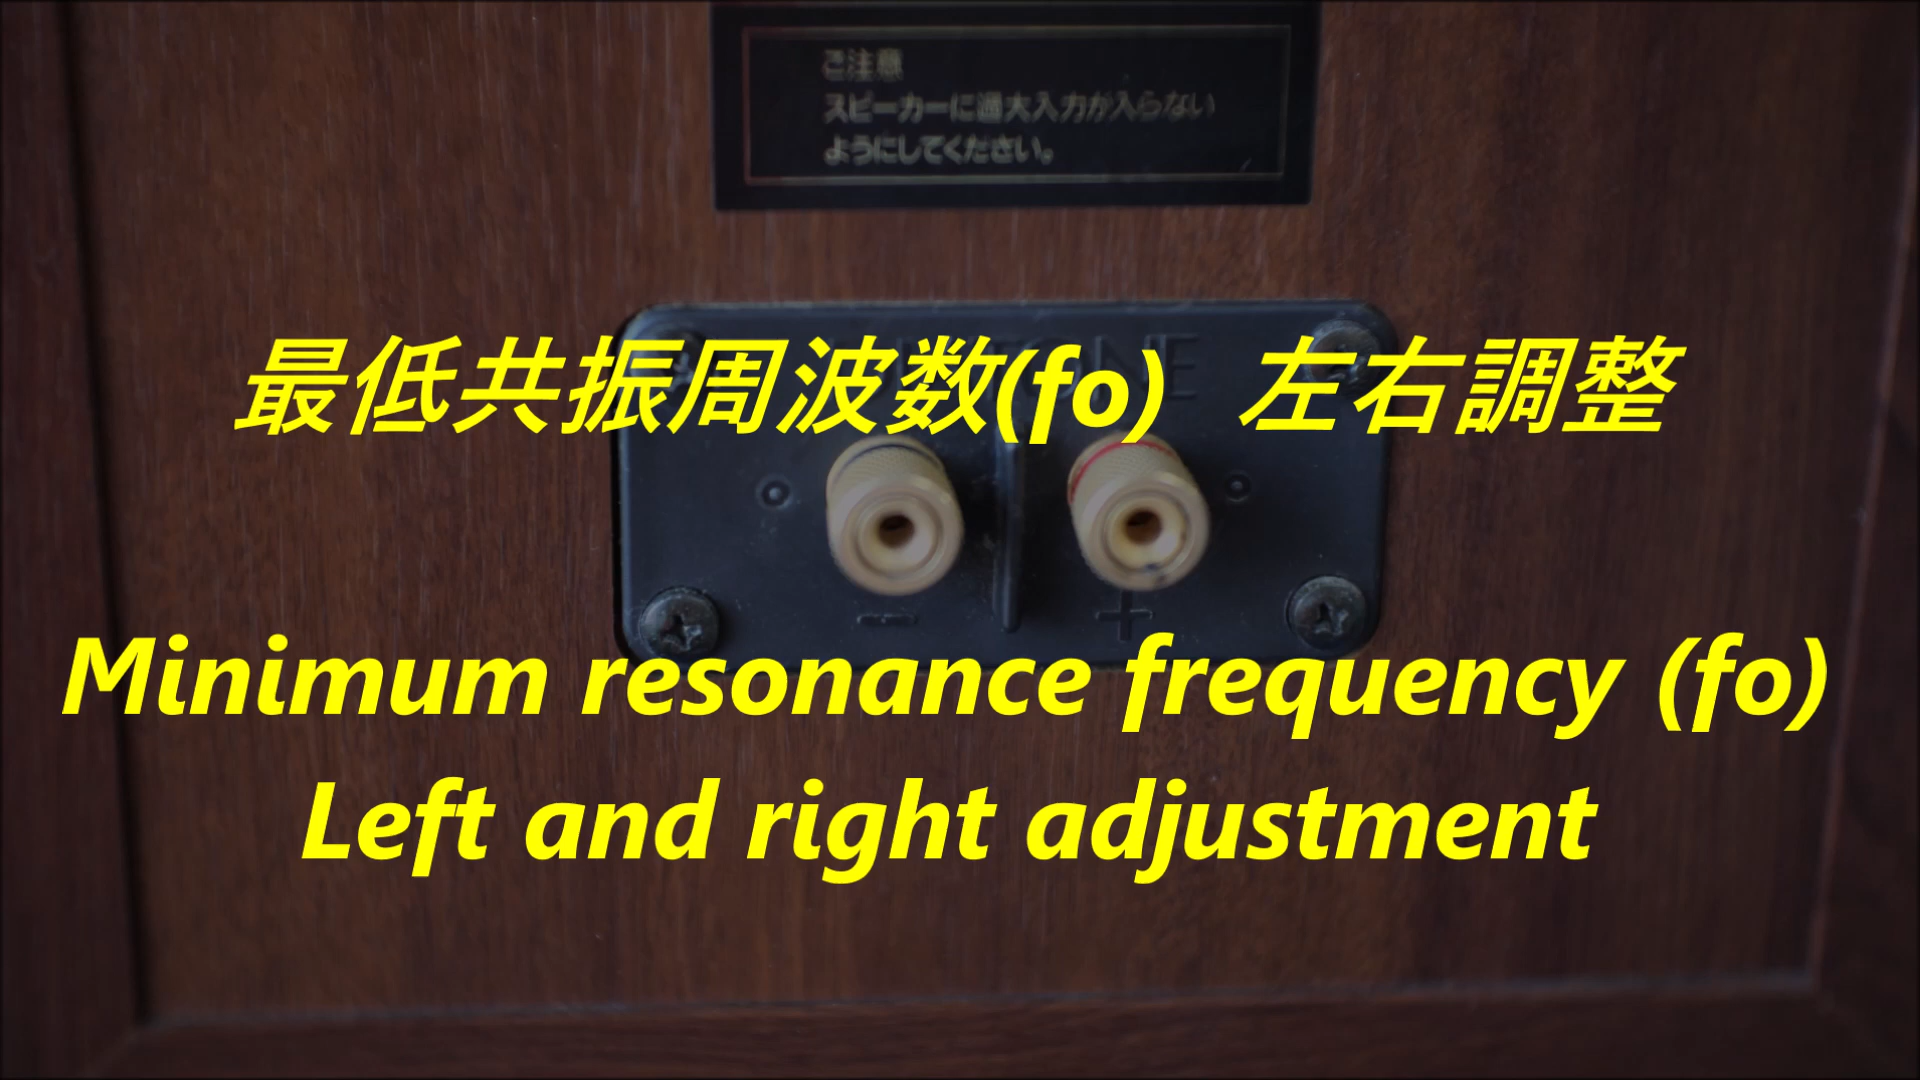 ご注意
スピーカーに過大入力が入らない
ようにしてください。
最低共振周波数(fo) 左右調整
- +
Minimum resonance frequency (fo)
Left and right adjustment